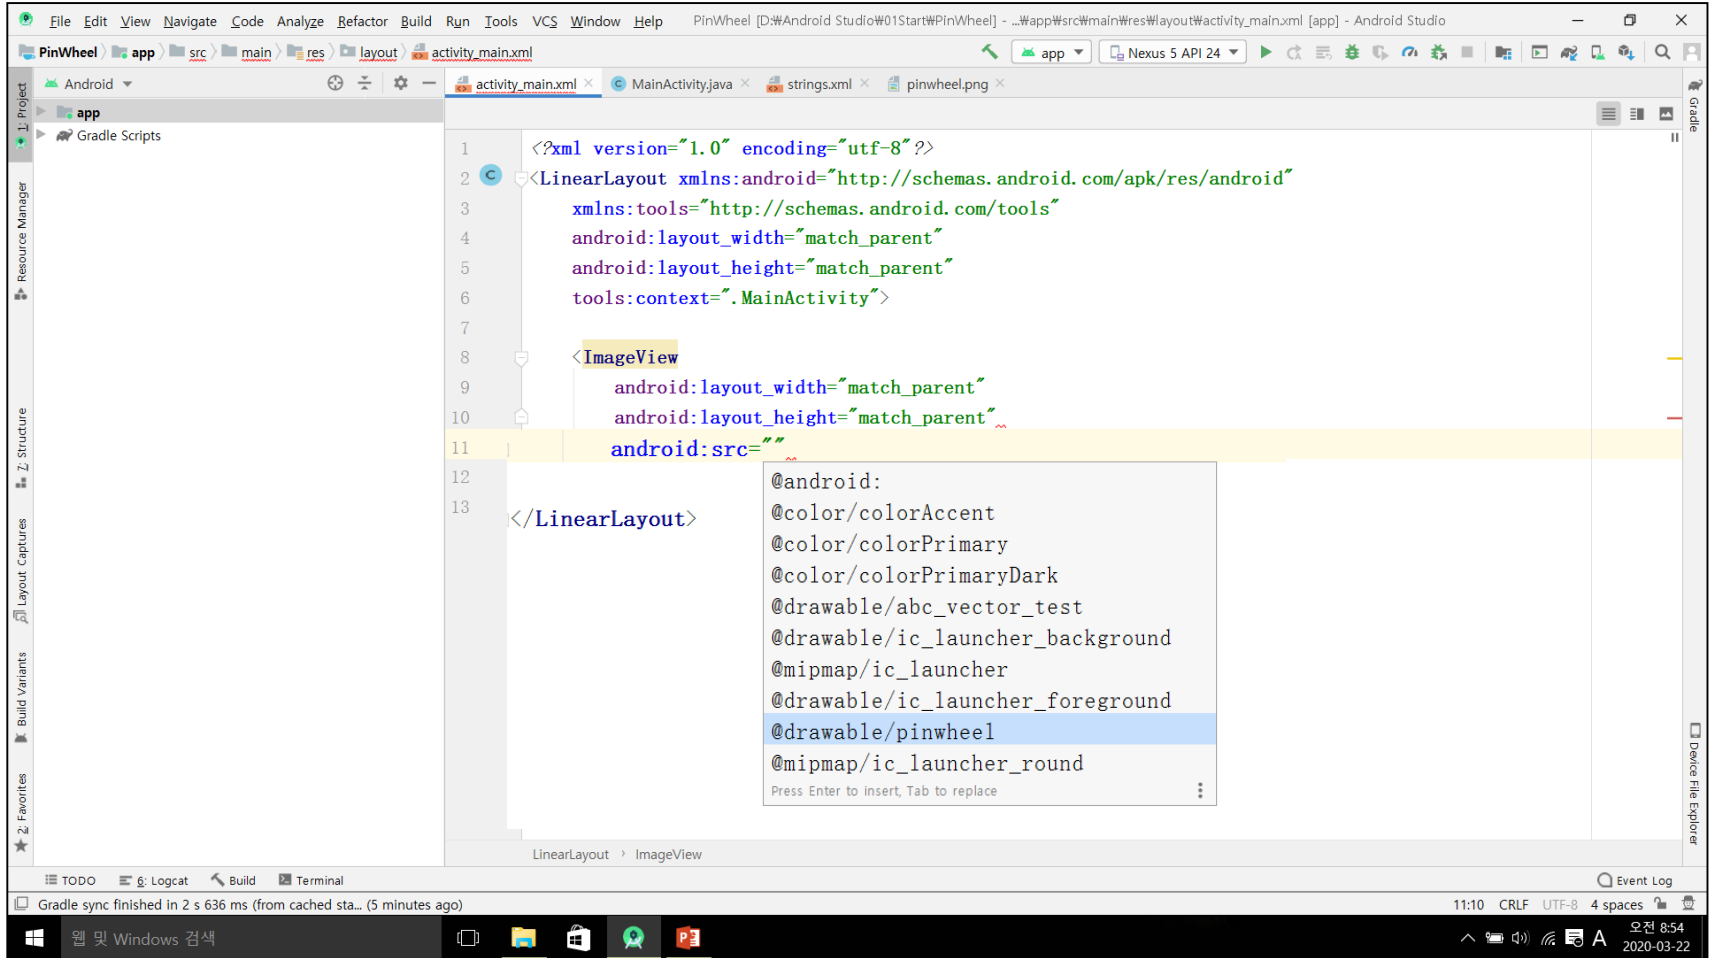 File Edit View Navigate Code Analyze Refactor Build Run Tools VCS Window Help PinWheel [D:₩Android Studio₩01Start₩PinWheel] - ...₩app₩src₩main₩res₩layout₩activity_main.xml [app] - Android Studio
PinWheel app src main res layout activity_main.xml app Nexus 5 API 24
Android
activity_main.xml MainActivity.java strings.xml pinwheel.png
app
Gradle Scripts
1: Project
Resource Manager
Z: Structure
Layout Captures
Build Variants
2: Favorites
Gradle
Device File Explorer
1 <?xml version="1.0" encoding="utf-8"?>
2 C <LinearLayout xmlns:android="http://schemas.android.com/apk/res/android"
3 xmlns:tools="http://schemas.android.com/tools"
4 android:layout_width="match_parent"
5 android:layout_height="match_parent"
6 tools:context=".MainActivity">
7
8 <ImageView
9 android:layout_width="match_parent"
10 android:layout_height="match_parent"
11 android:src=""
12
13 </LinearLayout>
@android:
@color/colorAccent
@color/colorPrimary
@color/colorPrimaryDark
@drawable/abc_vector_test
@drawable/ic_launcher_background
@mipmap/ic_launcher
@drawable/ic_launcher_foreground
@drawable/pinwheel
@mipmap/ic_launcher_round
Press Enter to insert, Tab to replace
LinearLayout › ImageView
TODO 6: Logcat Build Terminal Event Log
Gradle sync finished in 2 s 636 ms (from cached sta... (5 minutes ago) 11:10 CRLF UTF-8 4 spaces
웹 및 Windows 검색
A
오전 8:54
2020-03-22